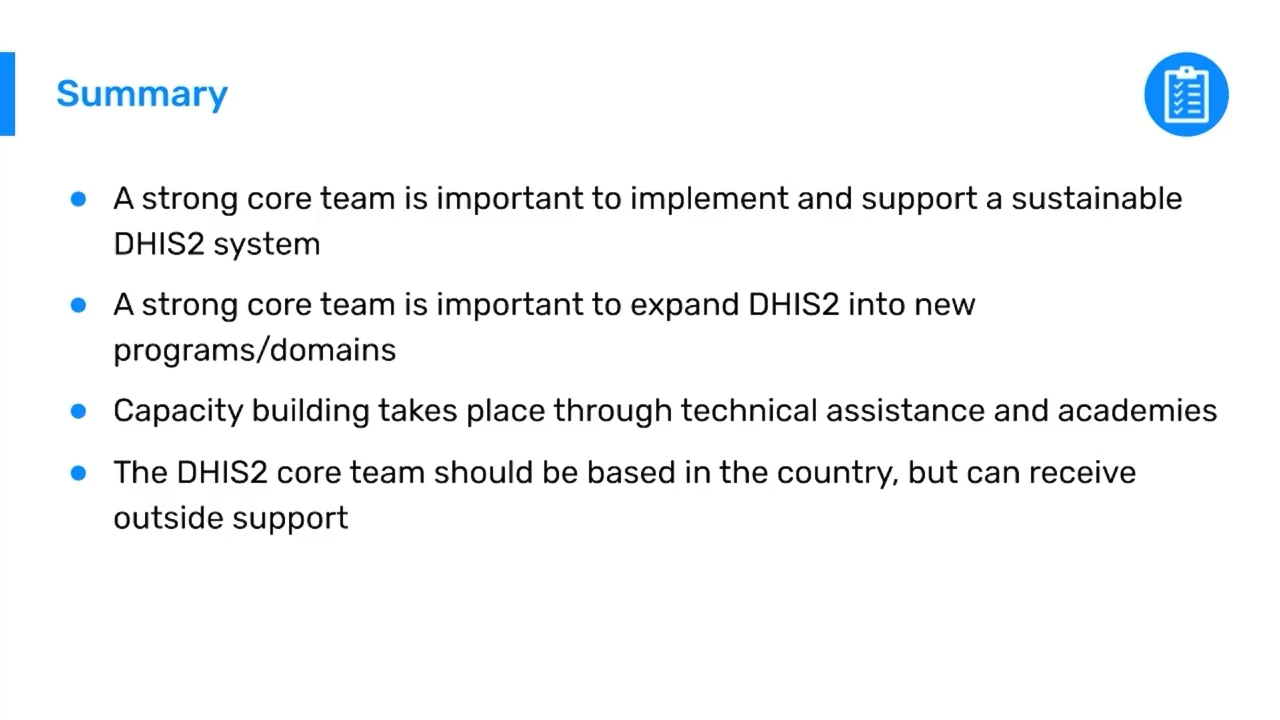 Summary
● A strong core team is important to implement and support a sustainable
DHIS2 system
● A strong core team is important to expand DHIS2 into new
programs/domains
● Capacity building takes place through technical assistance and academies
● The DHIS2 core team should be based in the country, but can receive
outside support